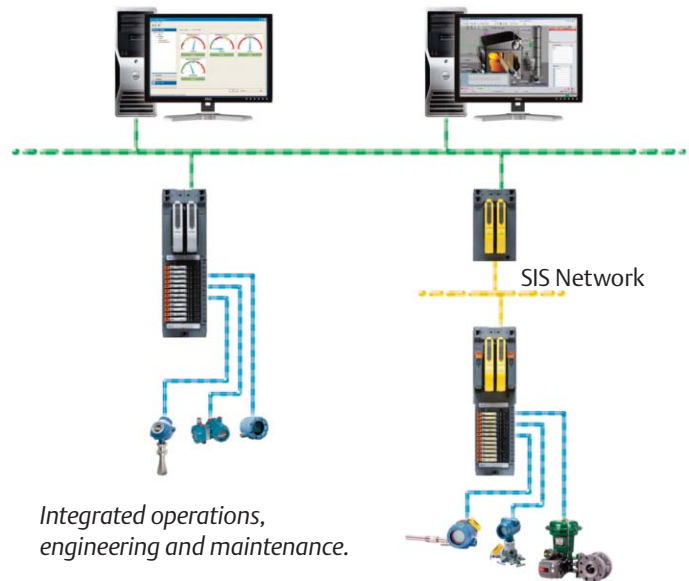 SIS Network
Integrated operations,
engineering and maintenance.